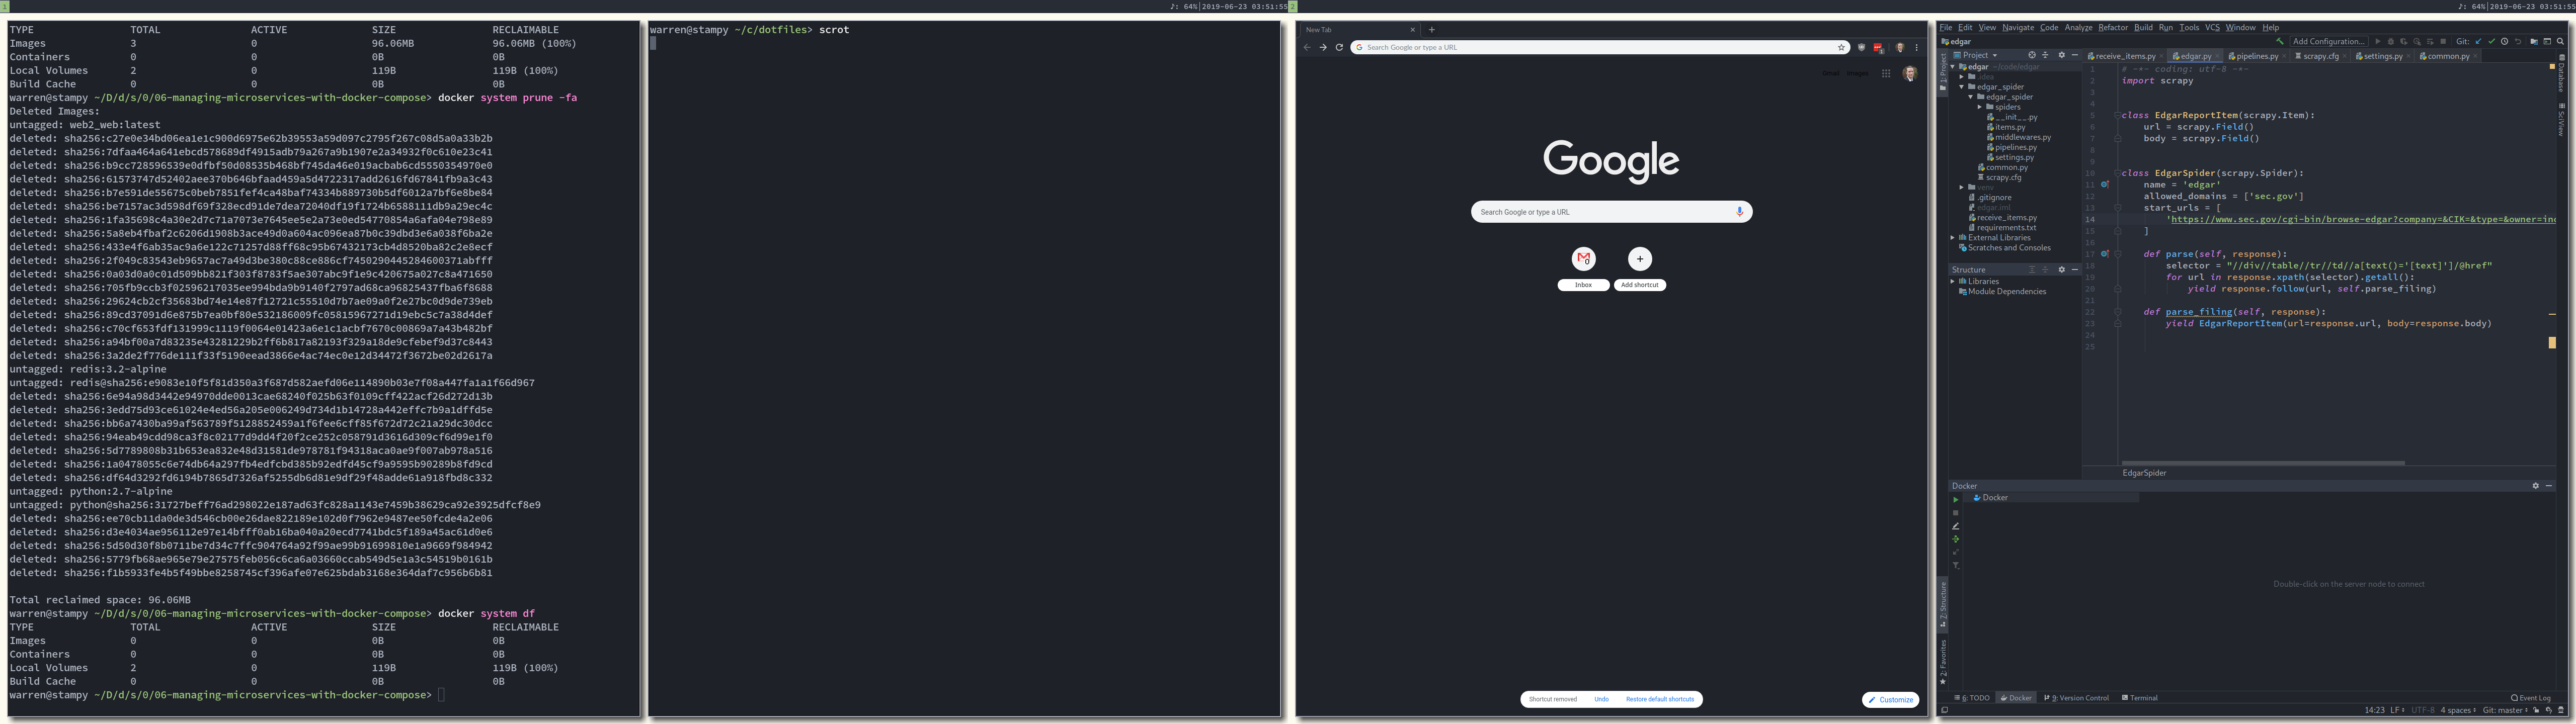 1
♪: 64%|2019-06-23 03:51:55
TYPE TOTAL ACTIVE SIZE RECLAIMABLE
Images 3 0 96.06MB 96.06MB (100%)
Containers 0 0 0B 0B
Local Volumes 2 0 119B 119B (100%)
Build Cache 0 0 0B 0B
warren@stampy ~/D/d/s/0/06-managing-microservices-with-docker-compose> docker system prune -fa
Deleted Images:
untagged: web2_web:latest
deleted: sha256:c27e0e34bd06ea1e1c900d6975e62b39553a59d097c2795f267c08d5a0a33b2b
deleted: sha256:7dfaa464a641ebcd578689df4915adb79a267a9b1907e2a34932f0c610e23c41
deleted: sha256:b9cc728596539e0dfbf50d08535b468bf745da46e019acbab6cd5550354970e0
deleted: sha256:61573747d52402aee370b646bfaad459a5d4722317add2616fd67841fb9a3c43
deleted: sha256:b7e591de55675c0beb7851fef4ca48baf74334b889730b5df6012a7bf6e8be84
deleted: sha256:be7157ac3d598df69f328ecd91de7dea72040df19f1724b6588111db9a29ec4c
deleted: sha256:1fa35698c4a30e2d7c71a7073e7645ee5e2a73e0ed54770854a6afa04e798e89
deleted: sha256:5a8eb4fbaf2c6206d1908b3ace49d0a604ac096ea87b0c39dbd3e6a038f6ba2e
deleted: sha256:433e4f6ab35ac9a6e122c71257d88ff68c95b67432173cb4d8520ba82c2e8ecf
deleted: sha256:2f049c83543eb9657ac7a49d3be380c88ce886cf745029044528460037 1abfff
deleted: sha256:0a03d0a0c01d509bb821f303f8783f5ae307abc9f1e9c420675a027c8a471650
deleted: sha256:705fb9ccb3f02596217035ee994bda9b9140f2797ad68ca96825437fba6f8688
deleted: sha256:29624cb2cf35683bd74e14e87f12721c55510d7b7ae09a0f2e27bc0d9de739eb
deleted: sha256:89cd37091d6e875b7ea0bf80e532186009fc05815967271d19ebc5c7a38d4def
deleted: sha256:c70cf653fdf131999c1119f0064e01423a6e1c1acbf7670c00869a7a43b482bf
deleted: sha256:a94bf00a7d83235e43281229b2ff6b817a82193f329a18de9cfebef9d37c8443
deleted: sha256:3a2de2f776de111f33f5190eead3866e4ac74ec0e12d34472f3672be02d2617a
untagged: redis:3.2-alpine
untagged: redis@sha256:e9083e10f5f81d350a3f687d582aefd06e114890b03e7f08a447fa1a1f66d967
deleted: sha256:6e94a98d3442e94970dde0013cae68240f025b63f0109cff422acf26d272d13b
deleted: sha256:3edd75d93ce61024e4ed56a205e006249d734d1b14728a442effc7b9a1dffd5e
deleted: sha256:bb6a7430ba99af563789f5128852459a1f6fee6cff85f672d72c21a29dc30dcc
deleted: sha256:94eab49cdd98ca3f8c02177d9dd4f20f2ce252c058791d3616d309cf6d99e1f0
deleted: sha256:5d7789808b31b653ea832e48d31581de978781f94318aca0ae9f007ab978a516
deleted: sha256:1a0478055c6e74db64a297fb4edfcbd385b92edfd45cf9a9595b90289b8fd9cd
deleted: sha256:df64d3292fd6194b7865d7326af5255db6d81e9df29f48adde61a918fbd8c332
untagged: python:2.7-alpine
untagged: python@sha256:31727beff76ad298022e187ad63fc828a1143e7459b38629ca92e3925dfcf8e9
deleted: sha256:ee70cb11da0de3d546cb00e26dae822189e102d0f7962e9487ee50fcde4a2e06
deleted: sha256:d3e4034ae956112e97e14bfff0ab16ba040a20ecd7741bdc5f189a45ac61d0e6
deleted: sha256:5d50d30f8b0711be7d34c7ffc904764a92f99ae99b91699810e1a9669f984942
deleted: sha256:5779fb68ae965e79e27575feb056c6ca6a03660ccab549d5e1a3c54519b0161b
deleted: sha256:f1b5933fe4b5f49bbe8258745cf396afe07e625bdab3168e364daf7c956b6b81
Total reclaimed space: 96.06MB
warren@stampy ~/D/d/s/0/06-managing-microservices-with-docker-compose> docker system df
TYPE TOTAL ACTIVE SIZE RECLAIMABLE
Images 0 0 0B 0B
Containers 0 0 0B 0B
Local Volumes 2 0 119B 119B (100%)
Build Cache 0 0 0B 0B
warren@stampy ~/D/d/s/0/06-managing-microservices-with-docker-compose>
warren@stampy ~/c/dotfiles> scrot
2
♪: 64%|2019-06-23 03:51:55
New Tab
Search Google or type a URL
Gmail Images
Google
Search Google or type a URL
Inbox Add shortcut
Shortcut removed Undo Restore default shortcuts
Customize
File Edit View Navigate Code Analyze Refactor Build Run Tools VCS Window Help
edgar
Add Configuration... Git:
1: Project
Project
edgar ~/code/edgar
.idea
edgar_spider
edgar_spider
spiders
__init__.py
items.py
middlewares.py
pipelines.py
settings.py
common.py
scrapy.cfg
venv
.gitignore
edgar.iml
receive_items.py
requirements.txt
External Libraries
Scratches and Consoles
Structure
Libraries
Module Dependencies
receive_items.py edgar.py pipelines.py scrapy.cfg settings.py common.py
1 # -*- coding: utf-8 -*-
2 import scrapy
3
4
5 class EdgarReportItem(scrapy.Item):
6 url = scrapy.Field()
7 body = scrapy.Field()
8
9
10 class EdgarSpider(scrapy.Spider):
11 name = 'edgar'
12 allowed_domains = ['sec.gov']
13 start_urls = [
14 'https://www.sec.gov/cgi-bin/browse-edgar?company=&CIK=&type=&owner=inc
15 ]
16
17 def parse(self, response):
18 selector = "//div//table//tr//td//a[text()='[text]']/@href"
19 for url in response.xpath(selector).getall():
20 yield response.follow(url, self.parse_filing)
21
22 def parse_filing(self, response):
23 yield EdgarReportItem(url=response.url, body=response.body)
24
25
EdgarSpider
Database
SciView
Docker
Docker
Double-click on the server node to connect
7: Structure
2: Favorites
6: TODO Docker 9: Version Control Terminal
Event Log
14:23 LF UTF-8 4 spaces Git: master